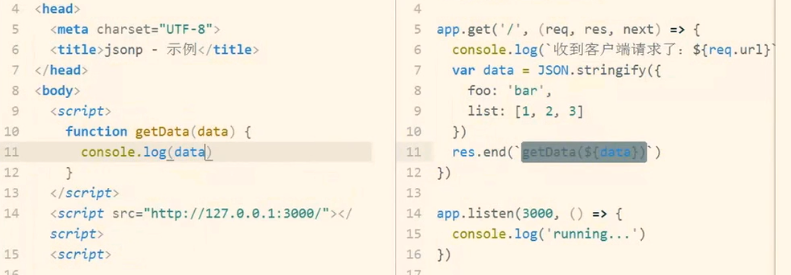 4 <head>
5 <meta charset="UTF-8">
6 <title>jsonp - 示例</title>
7 </head>
8 <body>
9 <script>
10 function getData(data) {
11 console.log(data)
12 }
13 </script>
14 <script src="http://127.0.0.1:3000/"></
script>
15 <script>
4
5 app.get('/', (req, res, next) => {
6 console.log(`收到客户端请求了：${req.url}`
7 var data = JSON.stringify({
8 foo: 'bar',
9 list: [1, 2, 3]
10 })
11 res.end(`getData(${data})`)
12 })
13
14 app.listen(3000, () => {
15 console.log('running...')
16 })